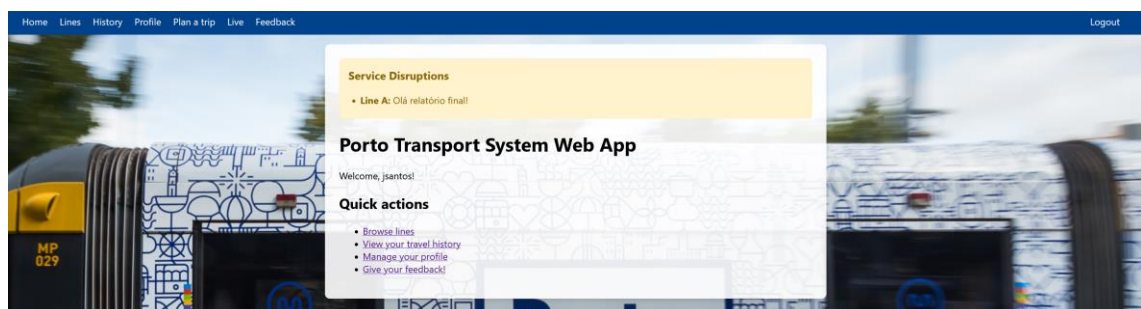 Home Lines History Profile Plan a trip Live Feedback Logout
Service Disruptions
• Line A: Olá relatório final!
Porto Transport System Web App
Welcome, jsantos!
Quick actions
• Browse lines
• View your travel history
• Manage your profile
• Give your feedback!
MP
029